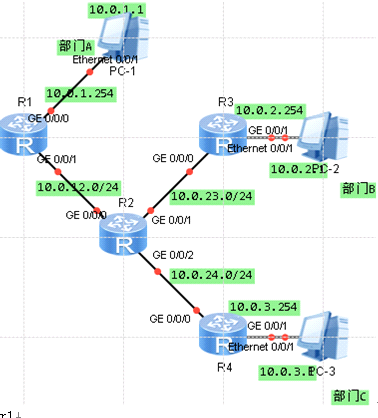 10.0.1.1
部门A
Ethernet 0/0/1
PC-1
10.0.1.254
R1
GE 0/0/0
R
GE 0/0/1
10.0.12.0/24
R3
10.0.2.254
GE 0/0/1
GE 0/0/0
R
Ethernet 0/0/1
10.0.2.1
PC-2
部门B
10.0.23.0/24
R2
GE 0/0/0
GE 0/0/1
R
GE 0/0/2
10.0.24.0/24
10.0.3.254
GE 0/0/0
GE 0/0/1
R
Ethernet 0/0/1
R4
PC-3
部门C